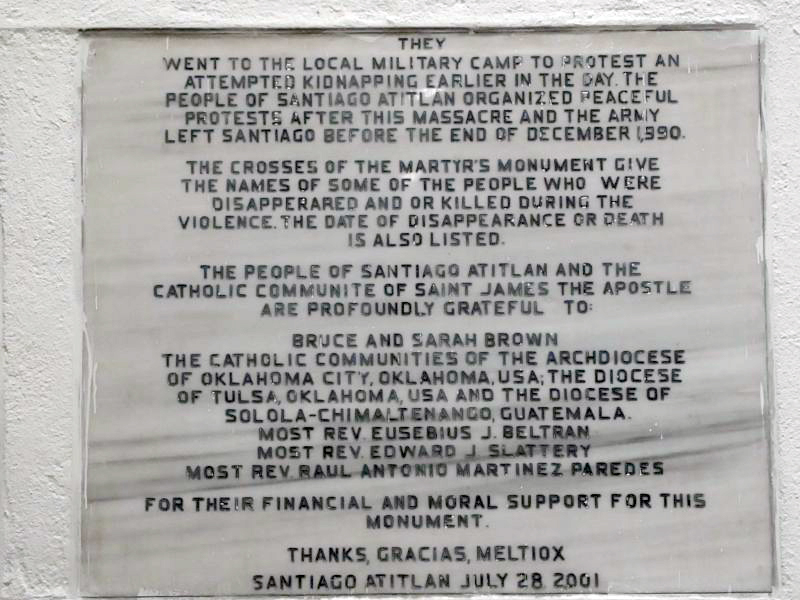 THEY
WENT TO THE LOCAL MILITARY CAMP TO PROTEST AN
ATTEMPTED KIDNAPPING EARLIER IN THE DAY. THE
PEOPLE OF SANTIAGO ATITLAN ORGANIZED PEACEFUL
PROTESTS AFTER THIS MASSACRE AND THE ARMY
LEFT SANTIAGO BEFORE THE END OF DECEMBER 1,990.
THE CROSSES OF THE MARTYR'S MONUMENT GIVE
THE NAMES OF SOME OF THE PEOPLE WHO WERE
DISAPPERARED AND OR KILLED DURING THE
VIOLENCE. THE DATE OF DISAPPEARANCE OR DEATH
IS ALSO LISTED.
THE PEOPLE OF SANTIAGO ATITLAN AND THE
CATHOLIC COMMUNITE OF SAINT JAMES THE APOSTLE
ARE PROFOUNDLY GRATEFUL TO:
BRUCE AND SARAH BROWN
THE CATHOLIC COMMUNITIES OF THE ARCHDIOCESE
OF OKLAHOMA CITY, OKLAHOMA, USA; THE DIOCESE
OF TULSA, OKLAHOMA, USA AND THE DIOCESE OF
SOLOLA-CHIMALTENANGO, GUATEMALA.
MOST REV. EUSEBIUS J. BELTRAN
MOST REV. EDWARD J. SLATTERY
MOST REV. RAUL ANTONIO MARTINEZ PAREDES
FOR THEIR FINANCIAL AND MORAL SUPPORT FOR THIS
MONUMENT.
THANKS, GRACIAS, MELTIOX
SANTIAGO ATITLAN JULY 28, 2001